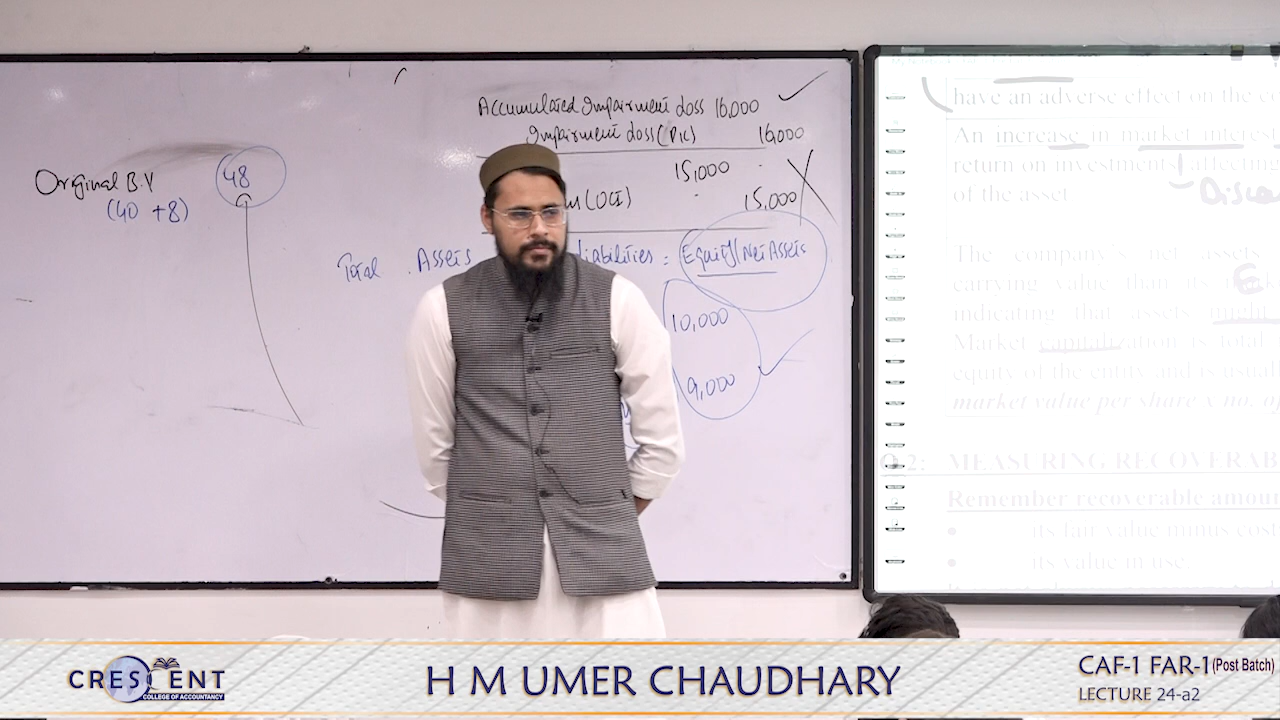 Accumulated Impairment Loss 16,000
Impairment loss (PL) 16,000
15,000
(OCI) 15,000
Original B.V 48
(40 + 8)
Total Assets liabilities = Equity/Net Assets
10,000
9,000
have an adverse effect on the
An increase in market interest
return on investments affecting
of the asset
The company's net assets
carrying value than its
indicating that assets might
Market capitalization is total
equity of the entity and is
market value per share x no. of
Q.2: MEASURING RECOVERAB
Remember recoverable amoun
its fair value minus cost
its value in use
CRESCENT
COLLEGE OF ACCOUNTANCY
H M UMER CHAUDHARY
CAF-1 FAR-1(Post Batch)
LECTURE 24-a2